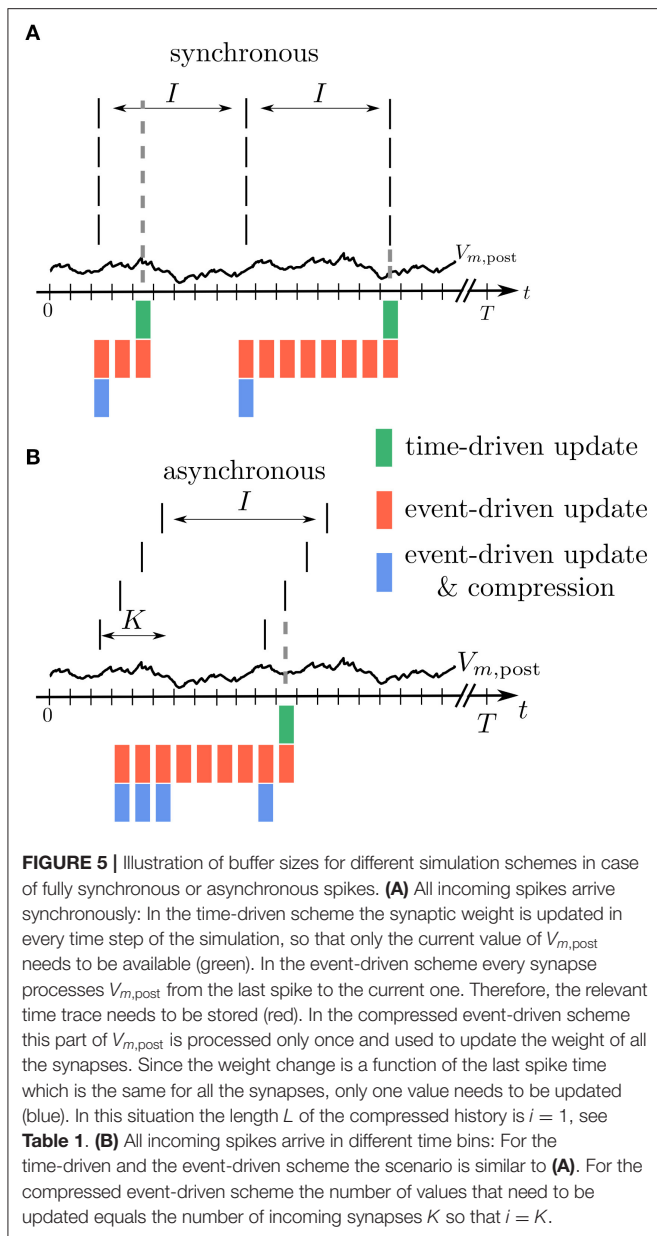 A
synchronous
I I
V_{m,post}
0 T t
B
asynchronous
I
K
time-driven update
event-driven update
event-driven update
& compression
V_{m,post}
0 T t
FIGURE 5 | Illustration of buffer sizes for different simulation schemes in case
of fully synchronous or asynchronous spikes. (A) All incoming spikes arrive
synchronously: In the time-driven scheme the synaptic weight is updated in
every time step of the simulation, so that only the current value of V_{m,post}
needs to be available (green). In the event-driven scheme every synapse
processes V_{m,post} from the last spike to the current one. Therefore, the relevant
time trace needs to be stored (red). In the compressed event-driven scheme
this part of V_{m,post} is processed only once and used to update the weight of all
the synapses. Since the weight change is a function of the last spike time
which is the same for all the synapses, only one value needs to be updated
(blue). In this situation the length L of the compressed history is i = 1, see
Table 1. (B) All incoming spikes arrive in different time bins: For the
time-driven and the event-driven scheme the scenario is similar to (A). For the
compressed event-driven scheme the number of values that need to be
updated equals the number of incoming synapses K so that i = K.